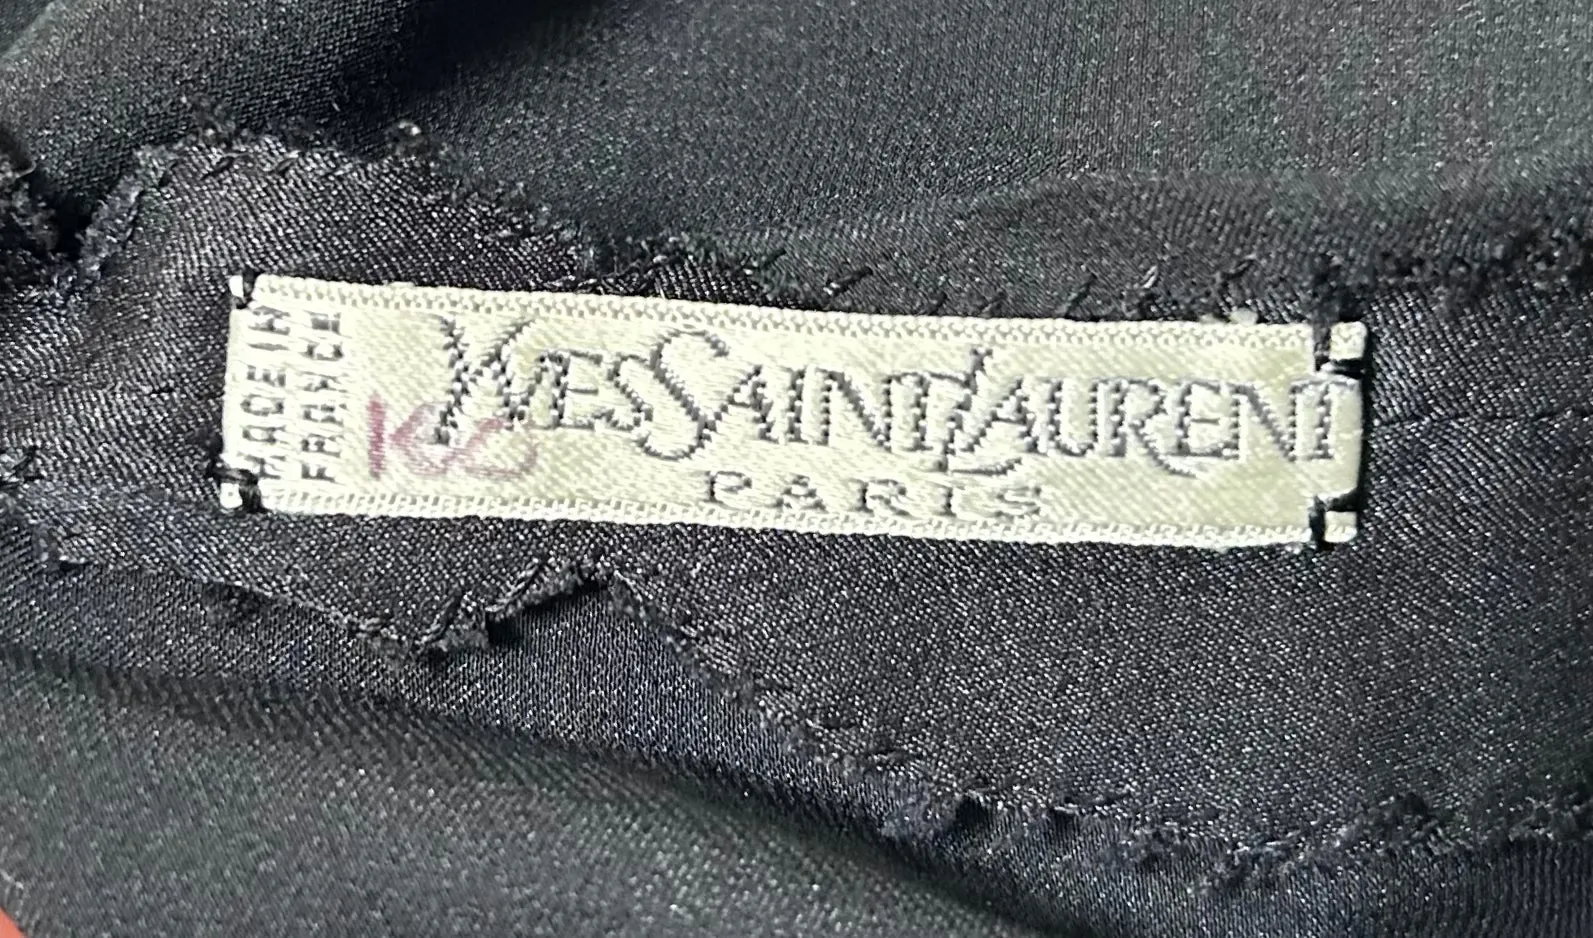 MADE IN
FRANCE
YVES SAINT LAURENT
PARIS